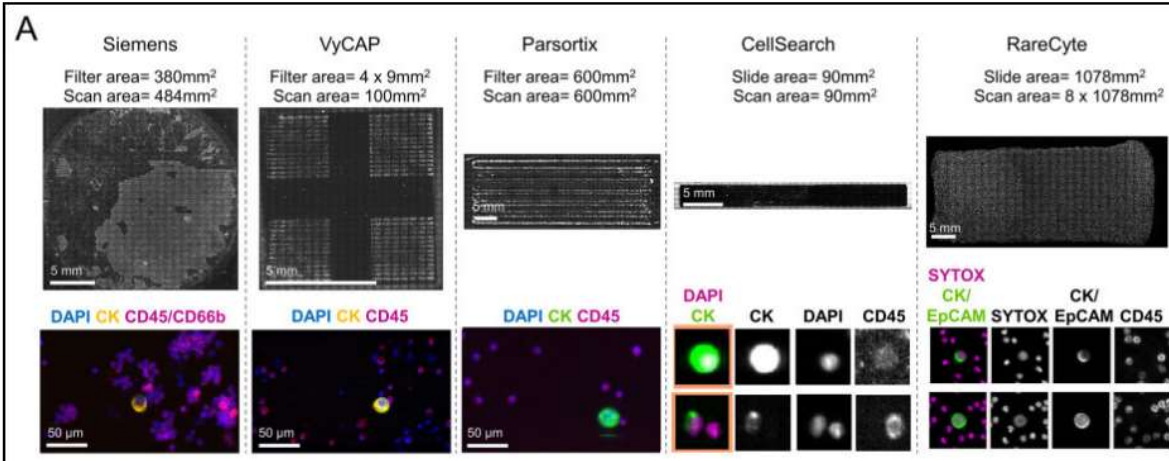 A
Siemens
Filter area= 380mm²
Scan area= 484mm²
5 mm
DAPI CK CD45/CD66b
50 µm
VyCAP
Filter area= 4 x 9mm²
Scan area= 100mm²
5 mm
DAPI CK CD45
50 µm
Parsortix
Filter area= 600mm²
Scan area= 600mm²
5 mm
DAPI CK CD45
50 µm
CellSearch
Slide area= 90mm²
Scan area= 90mm²
5 mm
DAPI
CK CK DAPI CD45
RareCyte
Slide area= 1078mm²
Scan area= 8 x 1078mm²
5 mm
SYTOX
CK/ CK/
EpCAM SYTOX EpCAM CD45